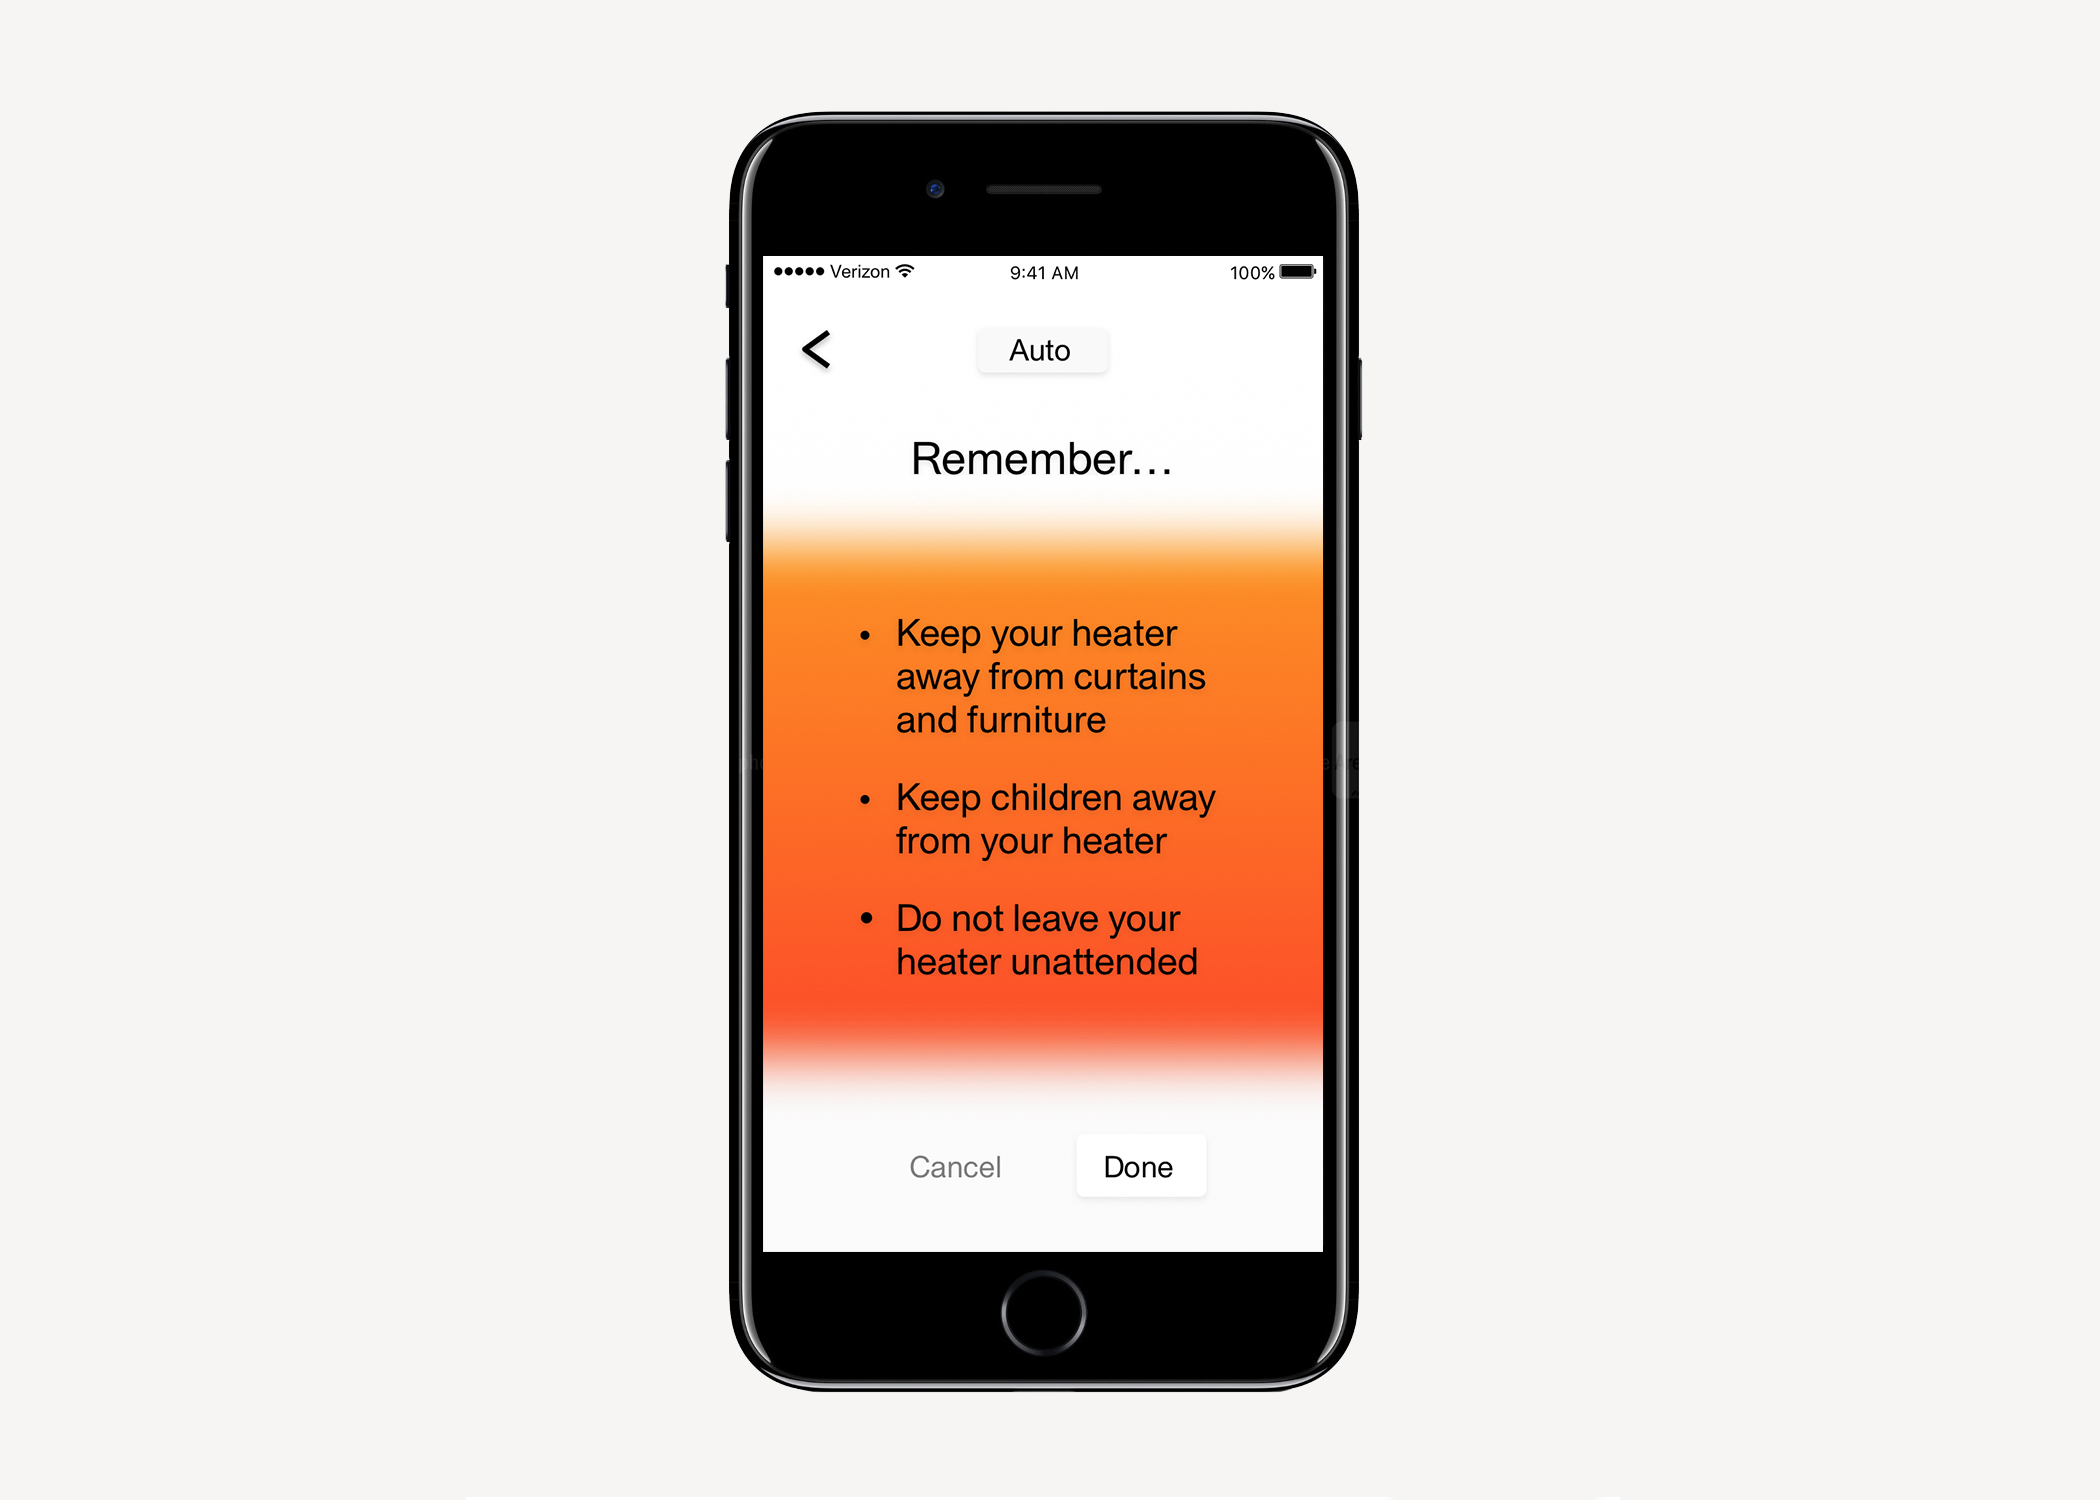 Verizon 9:41 AM 100%
< Auto
Remember...
• Keep your heater
away from curtains
and furniture
• Keep children away
from your heater
• Do not leave your
heater unattended
Cancel Done